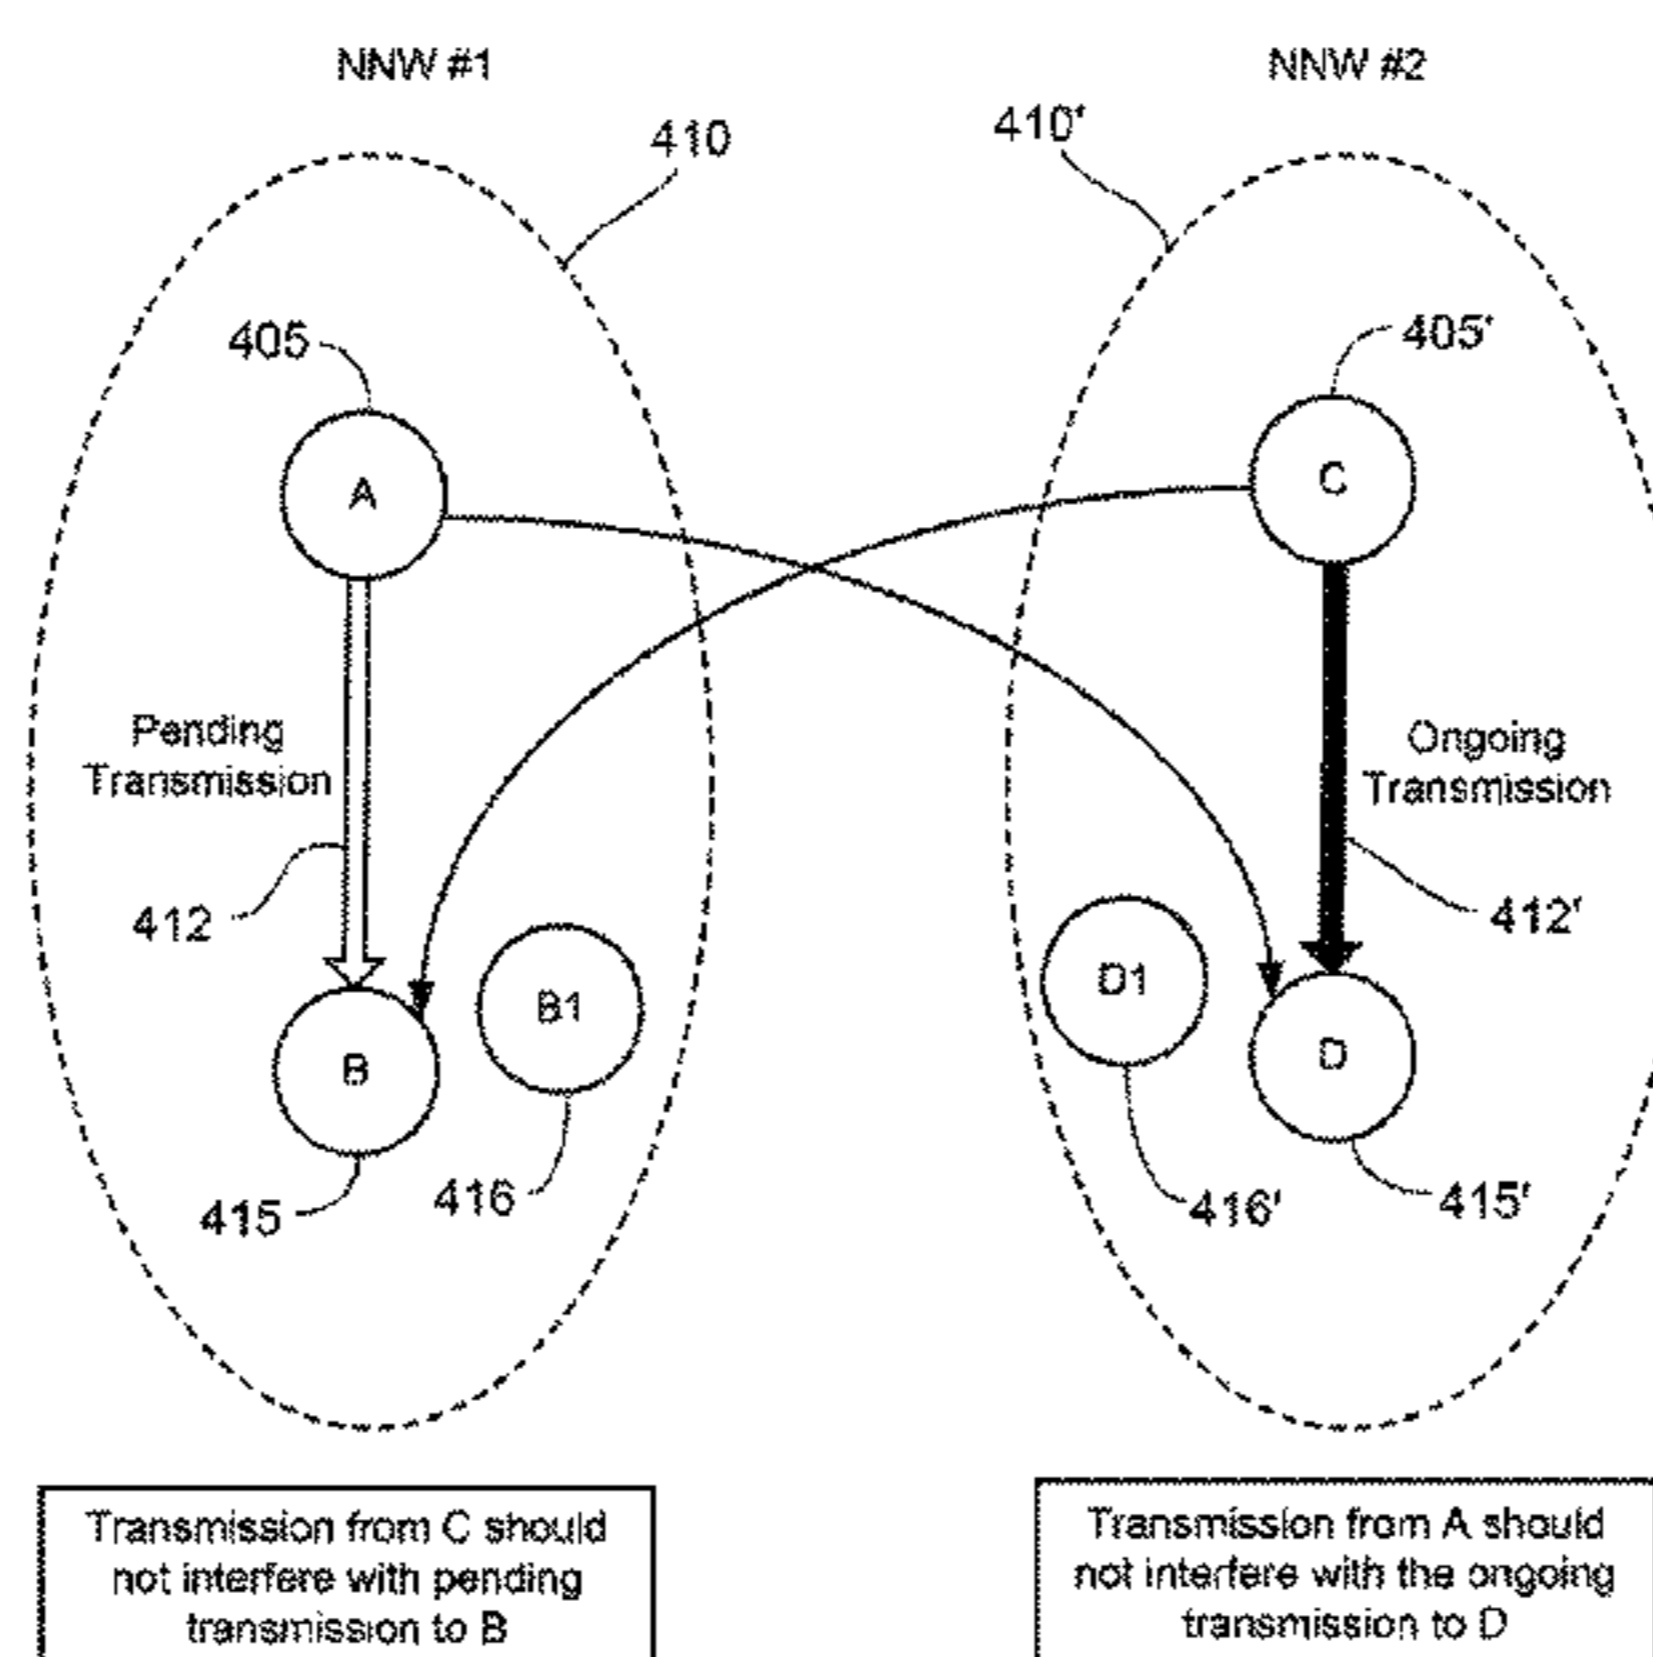 NNW #1
NNW #2
410
410'
405
405'
A
C
Pending
Transmission
Ongoing
Transmission
412
412'
B
B1
D1
D
415
416
416'
415'
Transmission from C should
not interfere with pending
transmission to B
Transmission from A should
not interfere with the ongoing
transmission to D